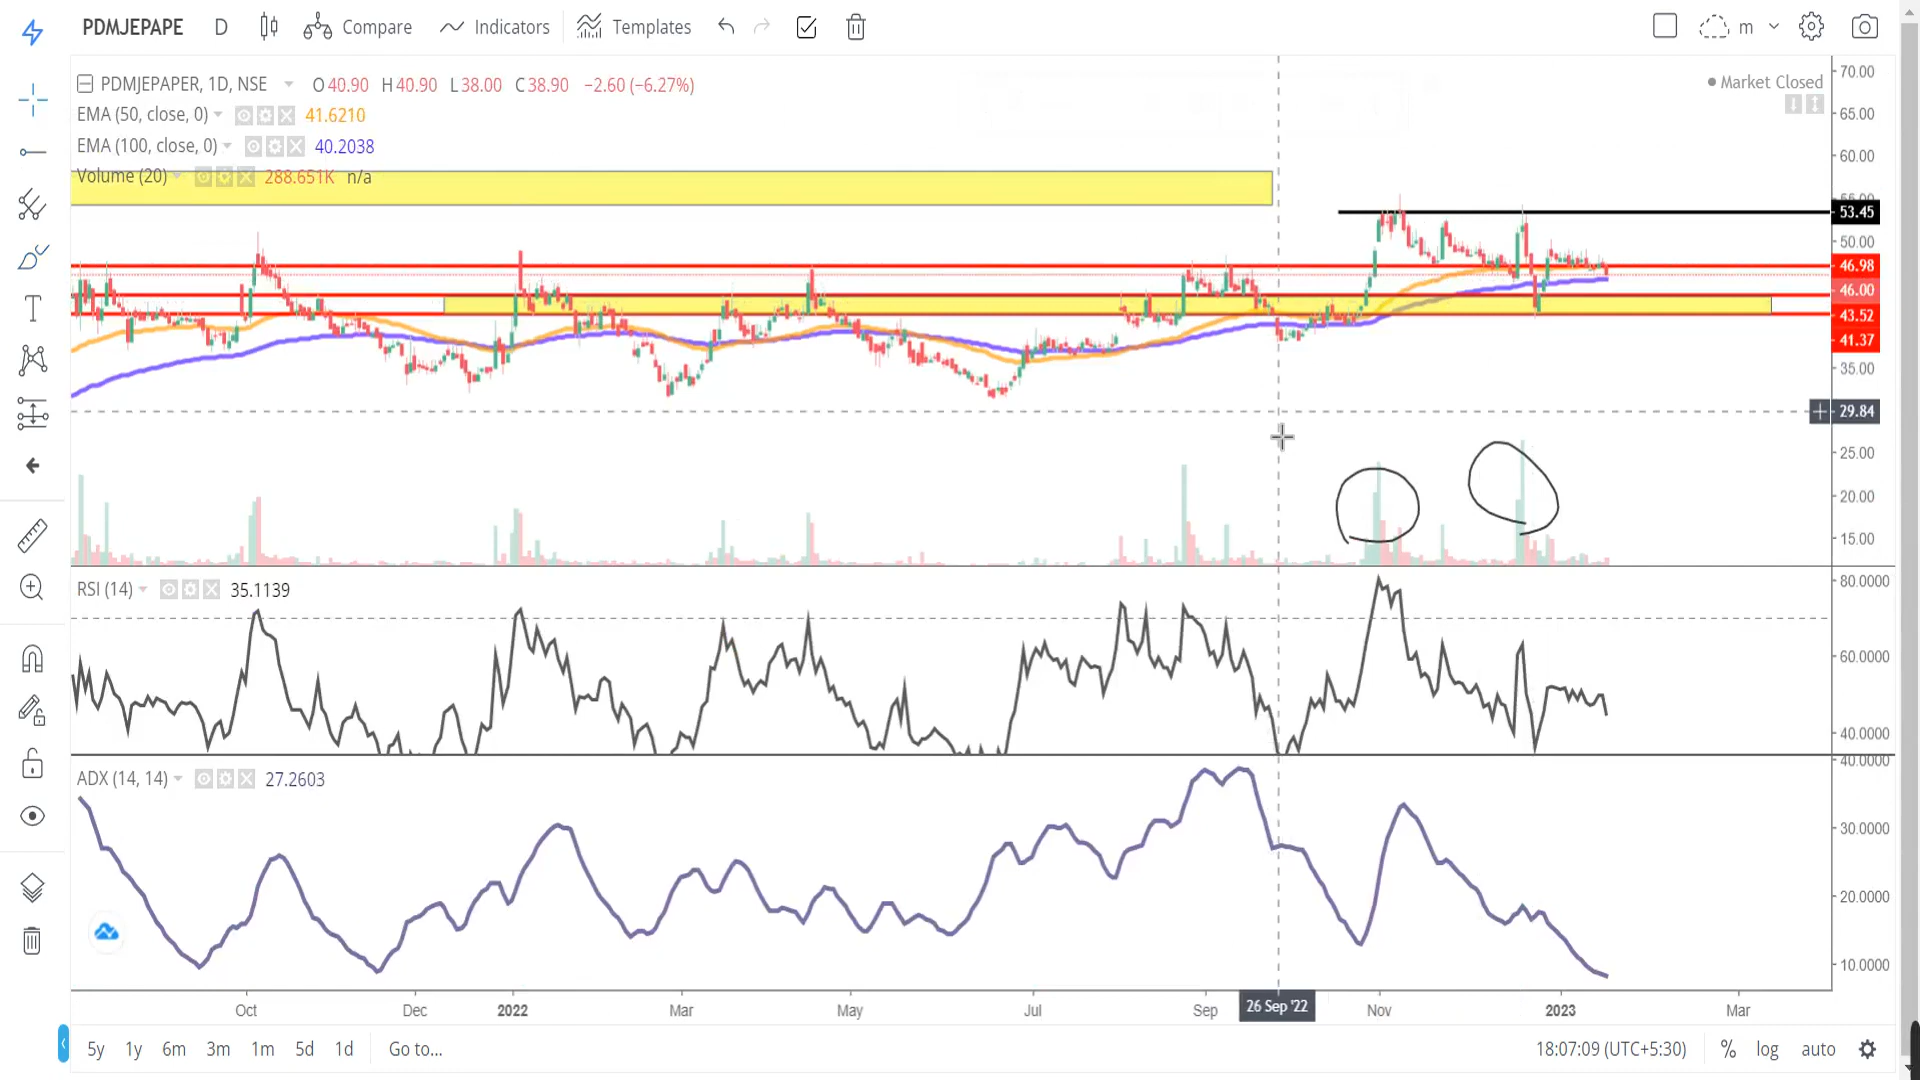 PDMJEPAPE D Compare Indicators Templates m
PDMJEPAPER, 1D, NSE O40.90 H40.90 L38.00 C38.90 −2.60 (−6.27%)
Market Closed
EMA (50, close, 0) 41.6210
EMA (100, close, 0) 40.2038
Volume (20) 288.651K n/a
70.00
65.00
60.00
55.00
53.45
50.00
46.98
46.00
43.52
41.37
35.00
29.84
25.00
20.00
15.00
RSI (14) 35.1139
80.0000
60.0000
40.0000
ADX (14, 14) 27.2603
40.0000
30.0000
20.0000
10.0000
Oct Dec 2022 Mar May Jul Sep 26 Sep '22 Nov 2023 Mar
5y 1y 6m 3m 1m 5d 1d Go to... 18:07:09 (UTC+5:30) % log auto